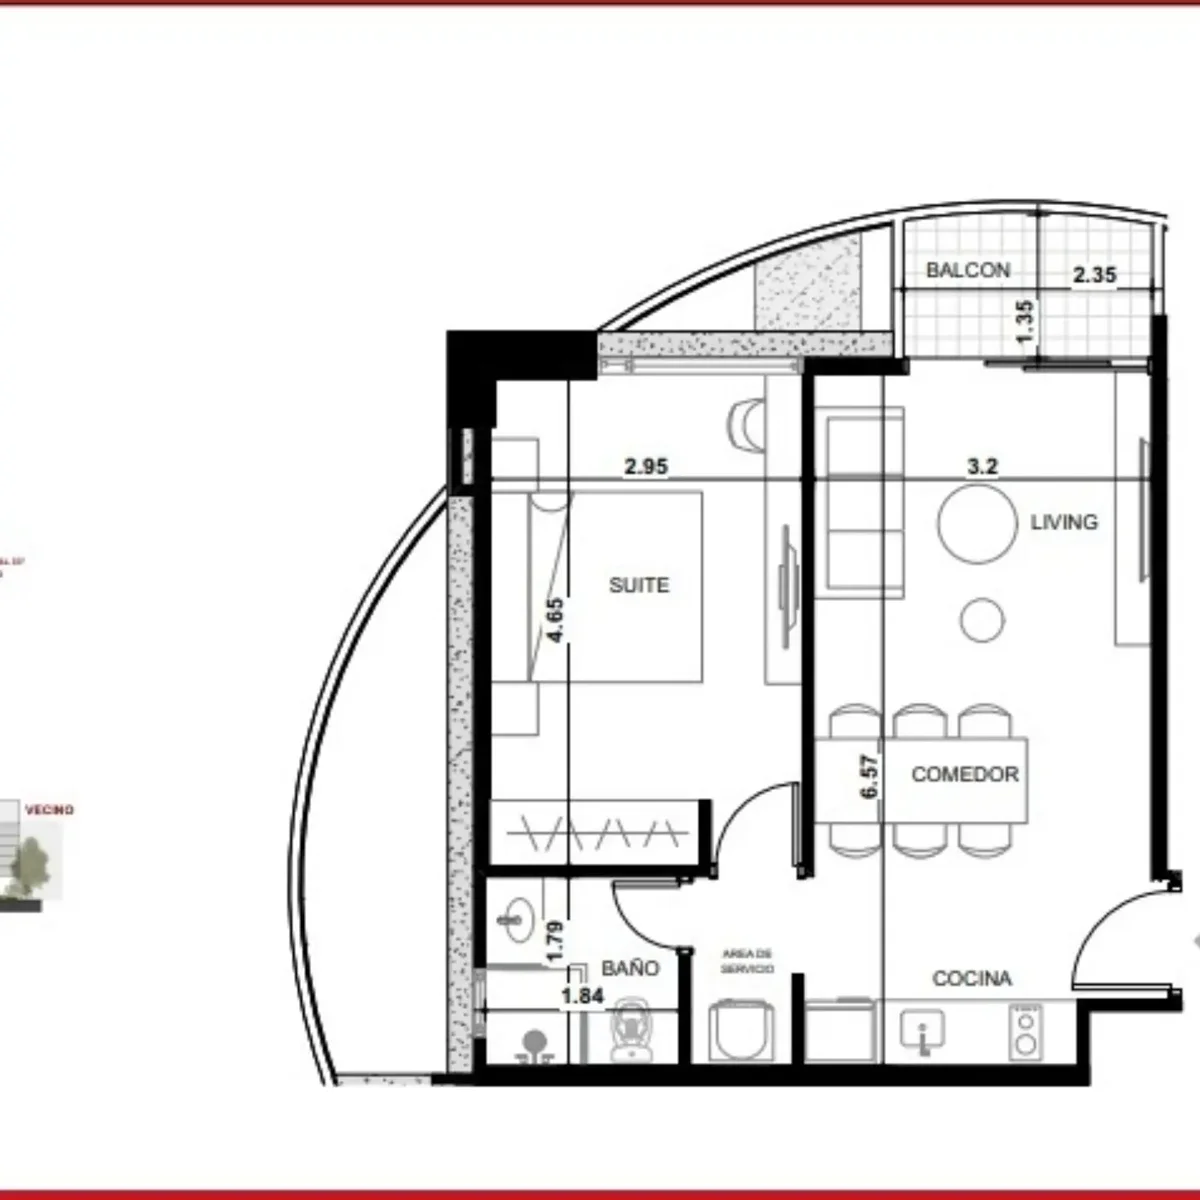 BALCON
2.35
1.35
2.95
3.2
LIVING
SUITE
4.65
6.57
COMEDOR
VECINO
1.79
AREA DE
SERVICIO
BAÑO
1.84
COCINA